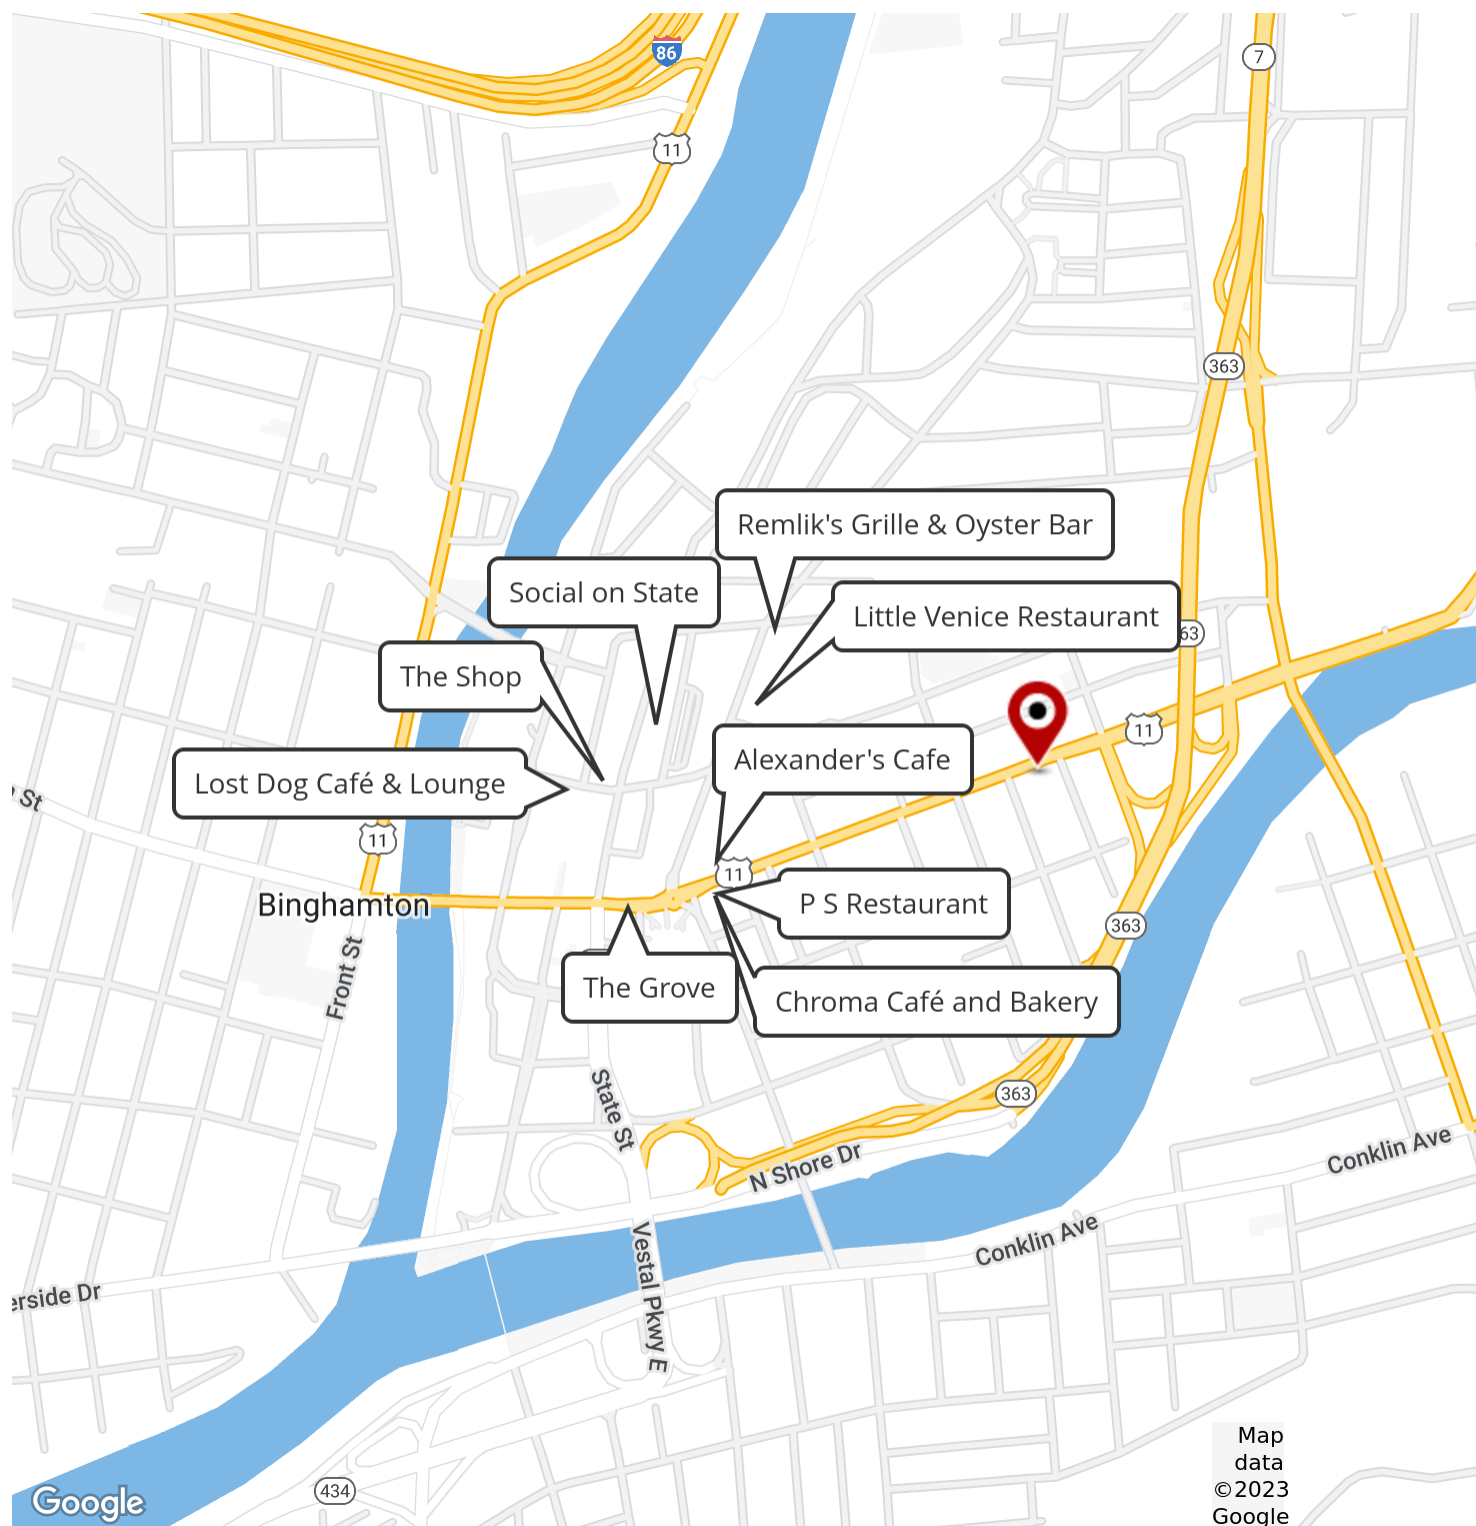 86
7
11
363
Remlik's Grille & Oyster Bar
Social on State
Little Venice Restaurant
63
The Shop
11
Alexander's Cafe
Lost Dog Café & Lounge
St
11
11
Binghamton
P S Restaurant
363
Front St
The Grove
Chroma Café and Bakery
State St
363
N Shore Dr
Conklin Ave
Conklin Ave
Vestal Pkwy E
erside Dr
434
Google
Map
data
©2023
Google